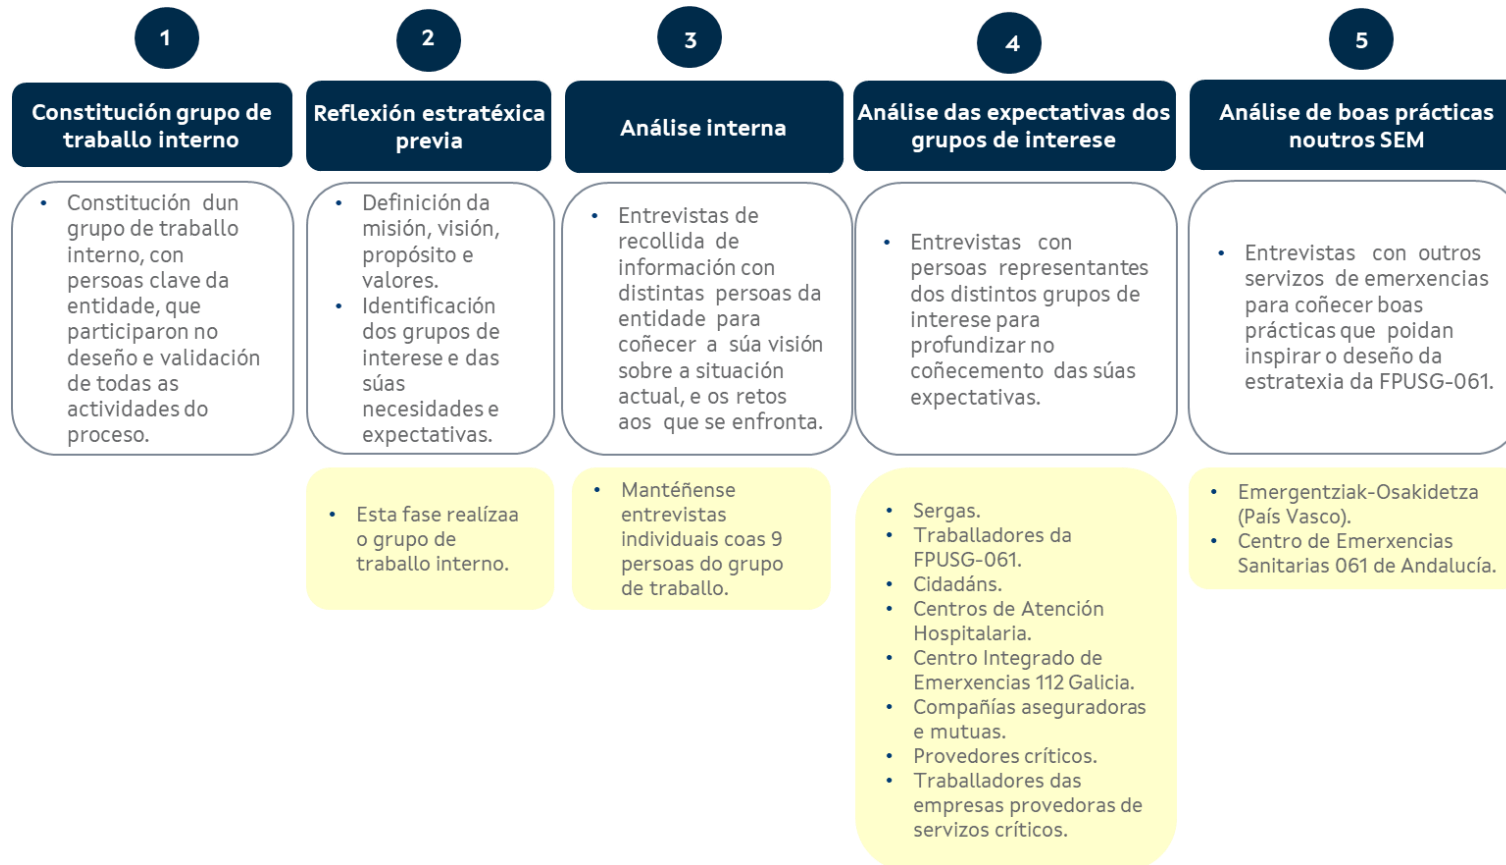 1
Constitución grupo de
traballo interno
• Constitución dun
grupo de traballo
interno, con
persoas clave da
entidade, que
participaron no
deseño e validación
de todas as
actividades do
proceso.
2
Reflexión estratéxica
previa
• Definición da
misión, visión,
propósito e
valores.
• Identificación
dos grupos de
interese e das
súas
necesidades e
expectativas.
• Esta fase realízaa
o grupo de
traballo interno.
3
Análise interna
• Entrevistas de
recollida de
información con
distintas persoas da
entidade para
coñecer a súa visión
sobre a situación
actual, e os retos
aos que se enfronta.
• Mantéñense
entrevistas
individuais coas 9
persoas do grupo
de traballo.
4
Análise das expectativas dos
grupos de interese
• Entrevistas con
persoas representantes
dos distintos grupos de
interese para
profundizar no
coñecemento das súas
expectativas.
• Sergas.
• Traballadores da
FPUSG-061.
• Cidadáns.
• Centros de Atención
Hospitalaria.
• Centro Integrado de
Emerxencias 112 Galicia.
• Compañías aseguradoras
e mutuas.
• Provedores críticos.
• Traballadores das
empresas provedoras de
servizos críticos.
5
Análise de boas prácticas
noutros SEM
• Entrevistas con outros
servizos de emerxencias
para coñecer boas
prácticas que poidan
inspirar o deseño da
estratexia da FPUSG-061.
• Emergentziak-Osakidetza
(País Vasco).
• Centro de Emerxencias
Sanitarias 061 de Andalucía.